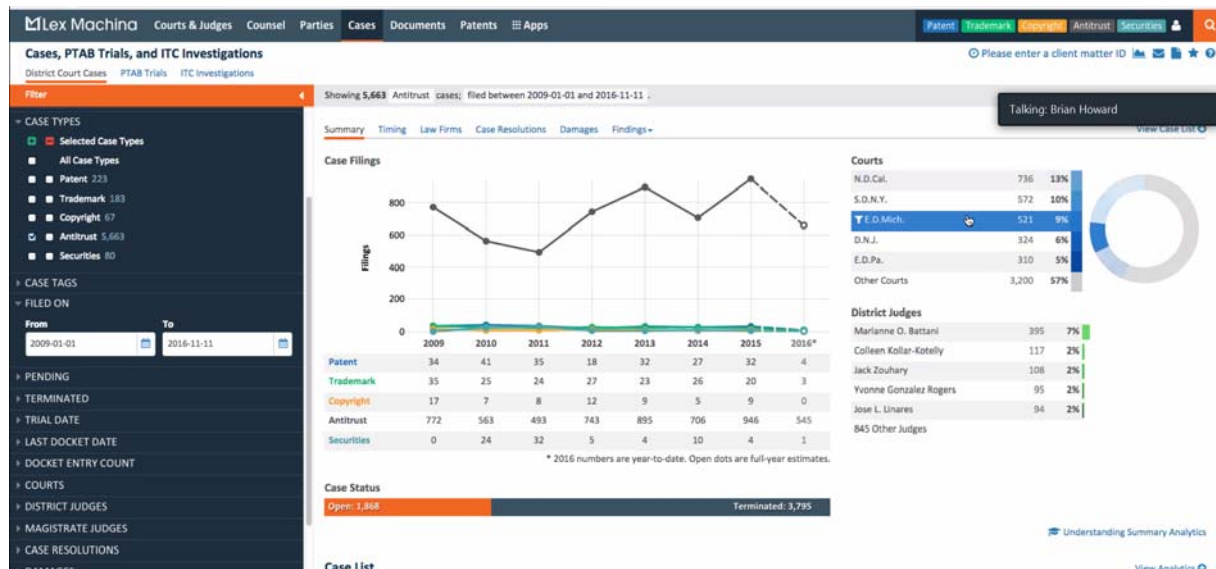 Lex Machina Courts & Judges Counsel Parties Cases Documents Patents Apps Patent Trademark Copyright Antitrust Securities
Cases, PTAB Trials, and ITC Investigations
Please enter a client matter ID
District Court Cases PTAB Trials ITC Investigations
Filter
Showing 5,663 Antitrust cases; filed between 2009-01-01 and 2016-11-11 .
Talking: Brian Howard
CASE TYPES
Selected Case Types
All Case Types
Patent 223
Trademark 183
Copyright 67
Antitrust 5,663
Securities 80
CASE TAGS
FILED ON
From To
2009-01-01 2016-11-11
PENDING
TERMINATED
TRIAL DATE
LAST DOCKET DATE
DOCKET ENTRY COUNT
COURTS
DISTRICT JUDGES
MAGISTRATE JUDGES
CASE RESOLUTIONS
DAMAGES
Summary Timing Law Firms Case Resolutions Damages Findings
View Case List
Case Filings
Filings
800
600
400
200
0
2009 2010 2011 2012 2013 2014 2015 2016*
Patent 34 41 35 18 32 27 32 4
Trademark 35 25 24 27 23 26 20 3
Copyright 17 7 8 12 9 5 9 0
Antitrust 772 563 493 743 895 706 946 545
Securities 0 24 32 5 4 10 4 1
* 2016 numbers are year-to-date. Open dots are full-year estimates.
Case Status
Open: 1,868 Terminated: 3,795
Courts
N.D.Cal. 736 13%
S.D.N.Y. 572 10%
E.D.Mich. 521 9%
D.N.J. 324 6%
E.D.Pa. 310 5%
Other Courts 3,200 57%
District Judges
Marianne O. Battani 395 7%
Colleen Kollar-Kotelly 117 2%
Jack Zouhary 108 2%
Yvonne Gonzalez Rogers 95 2%
Jose L. Linares 94 2%
845 Other Judges
Understanding Summary Analytics
Case List
View Analytics